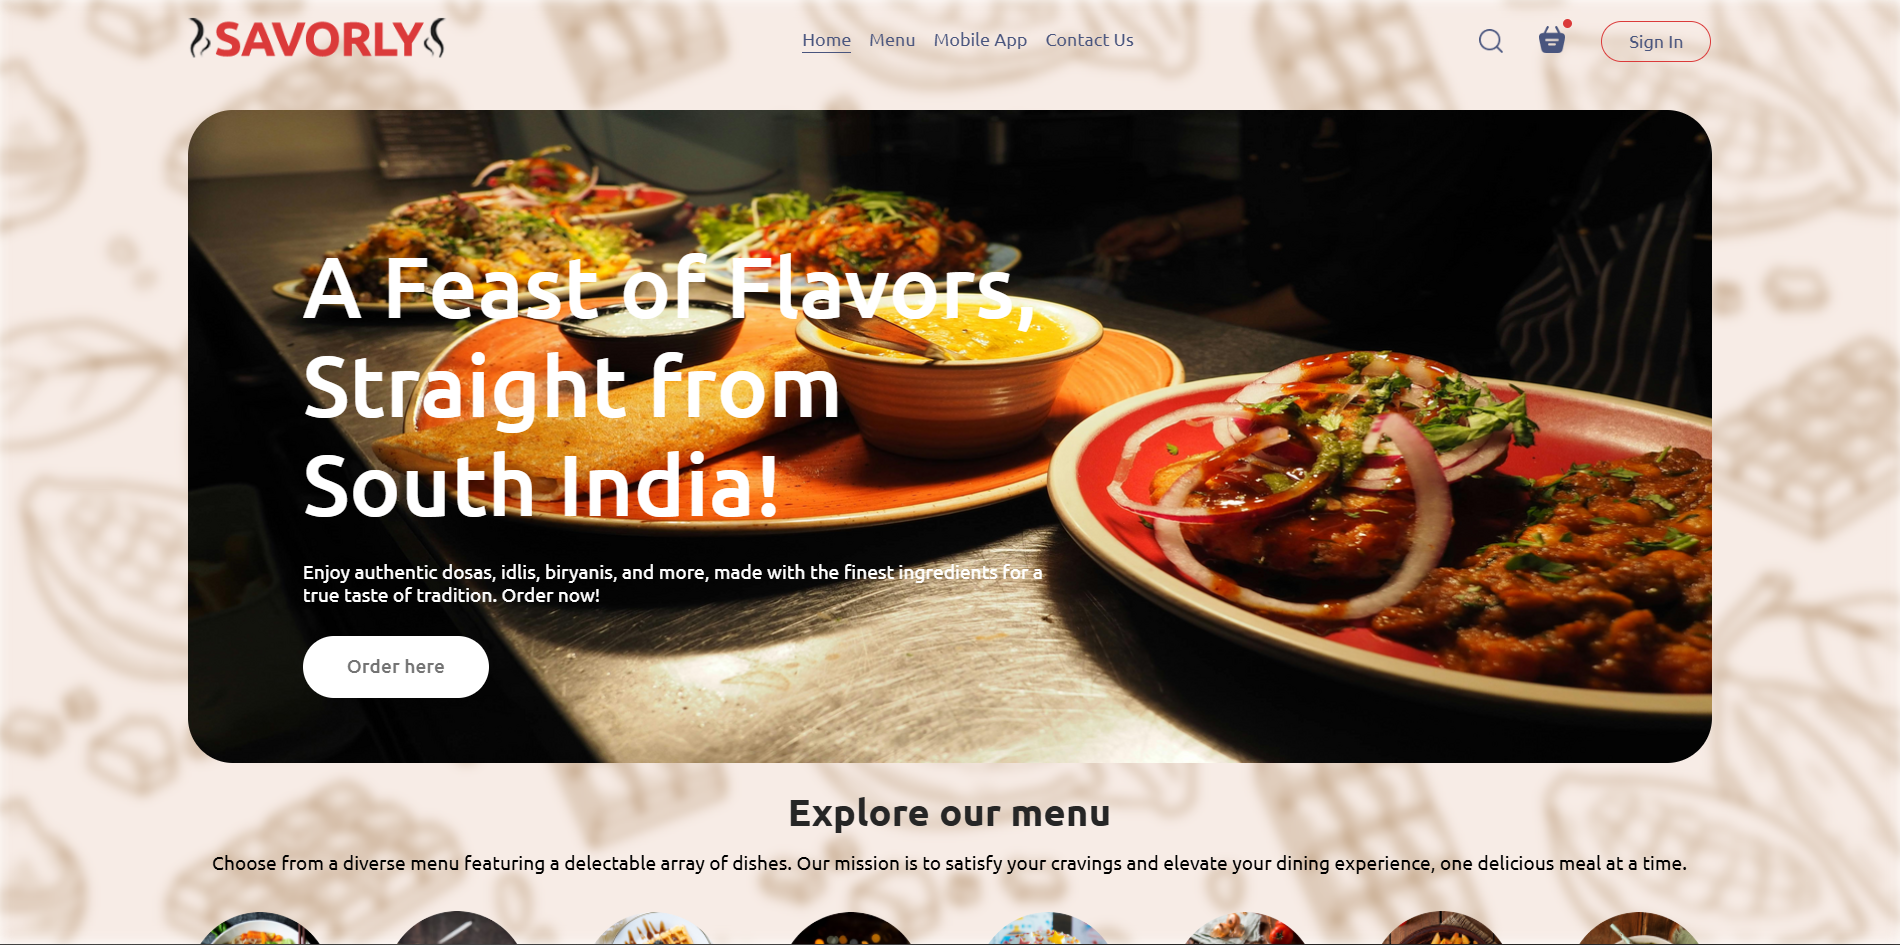 SAVORLY
Home Menu Mobile App Contact Us
Sign In
A Feast of Flavors,
Straight from
South India!
Enjoy authentic dosas, idlis, biryanis, and more, made with the finest ingredients for a
true taste of tradition. Order now!
Order here
Explore our menu
Choose from a diverse menu featuring a delectable array of dishes. Our mission is to satisfy your cravings and elevate your dining experience, one delicious meal at a time.